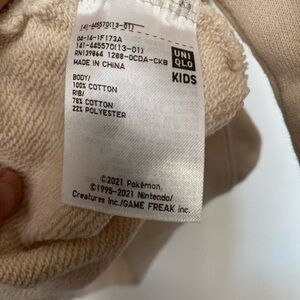 141-445570(13-01)
04-14-1F173A
141-445570(13-01)
RN139864 1288-0CDA-CKB
MADE IN CHINA
UNI
QLO
KIDS
BODY/
100% COTTON
RIB/
78% COTTON
22% POLYESTER
©2021 Pokémon.
©1995-2021 Nintendo/
Creatures Inc./GAME FREAK inc.